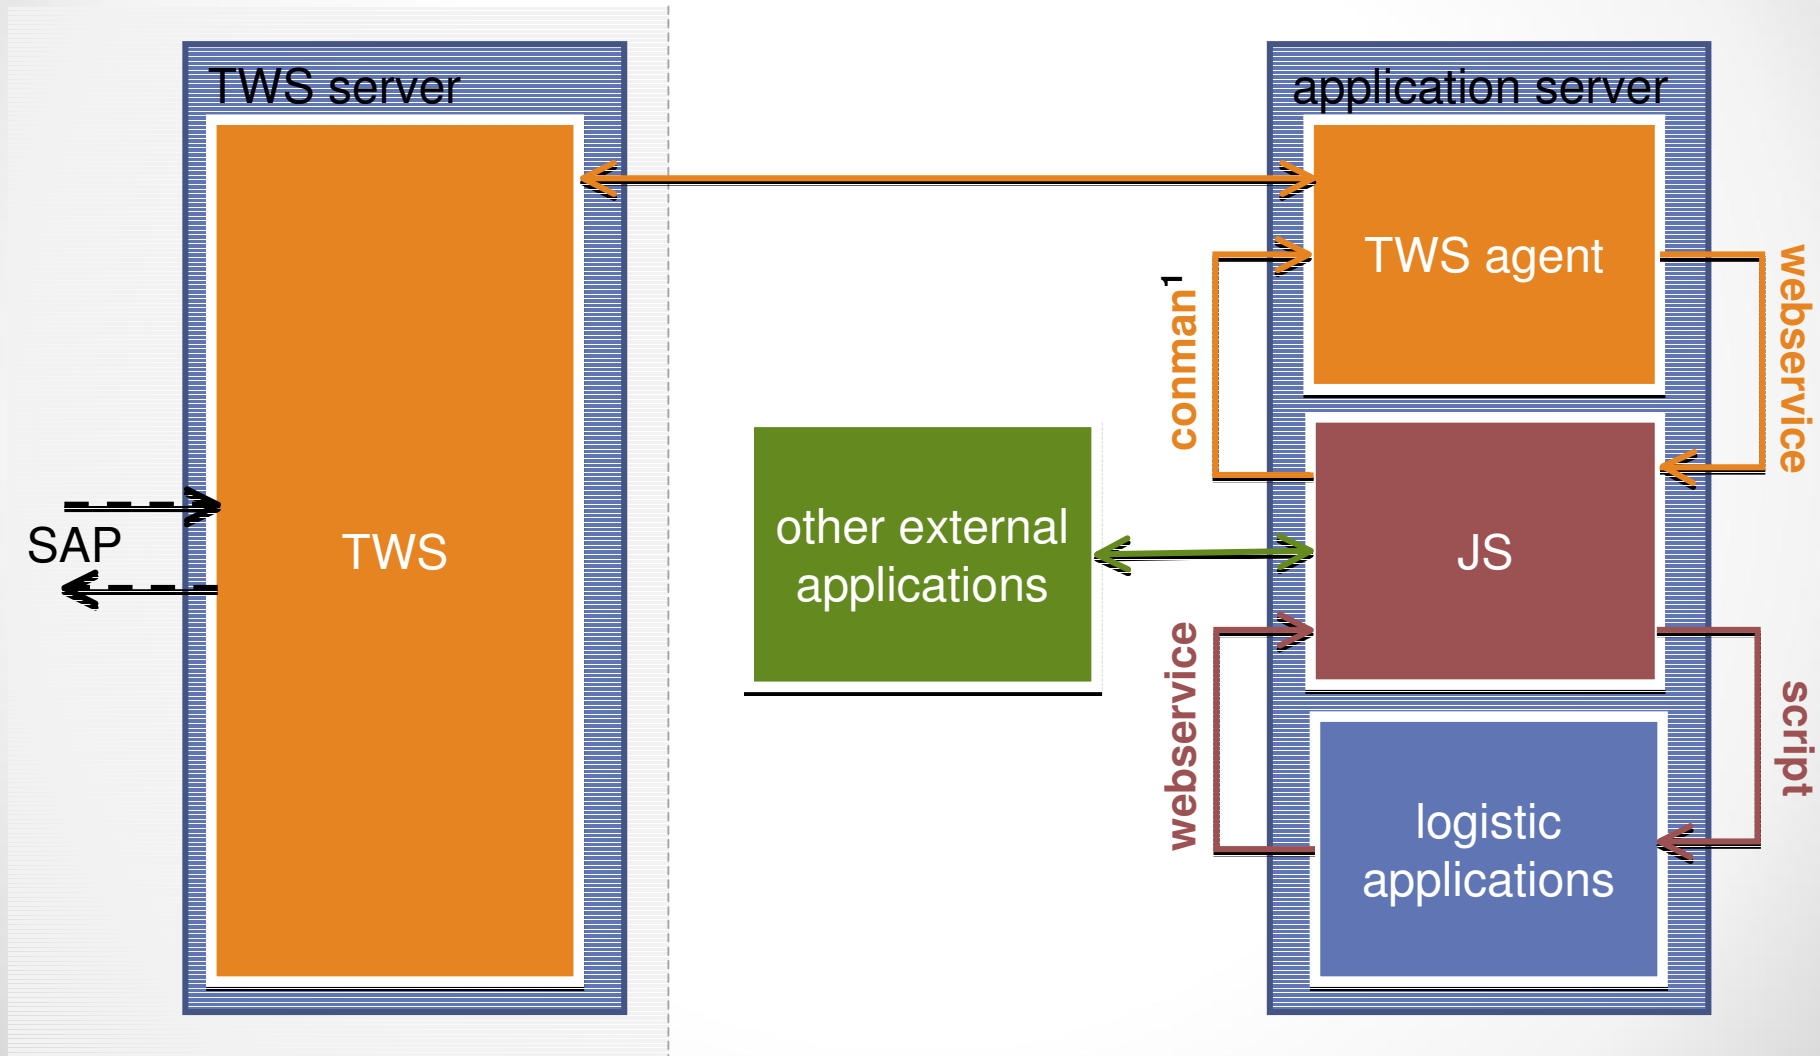 TWS server
application server
TWS agent
webservice
conman¹
other external
applications
SAP
TWS
JS
webservice
script
logistic
applications